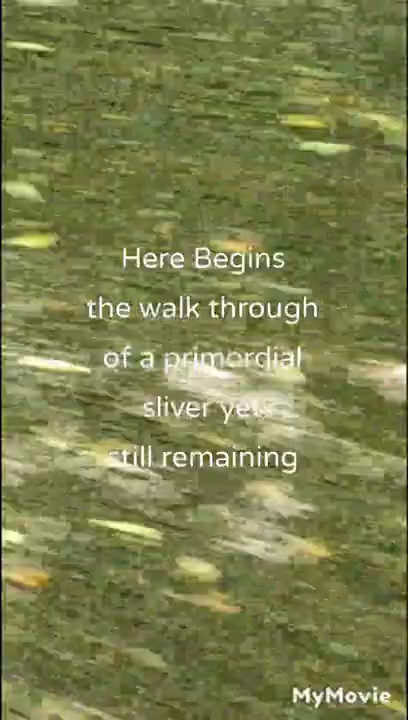 Here Begins
the walk through
of a primordial
sliver yet
still remaining
MyMovie